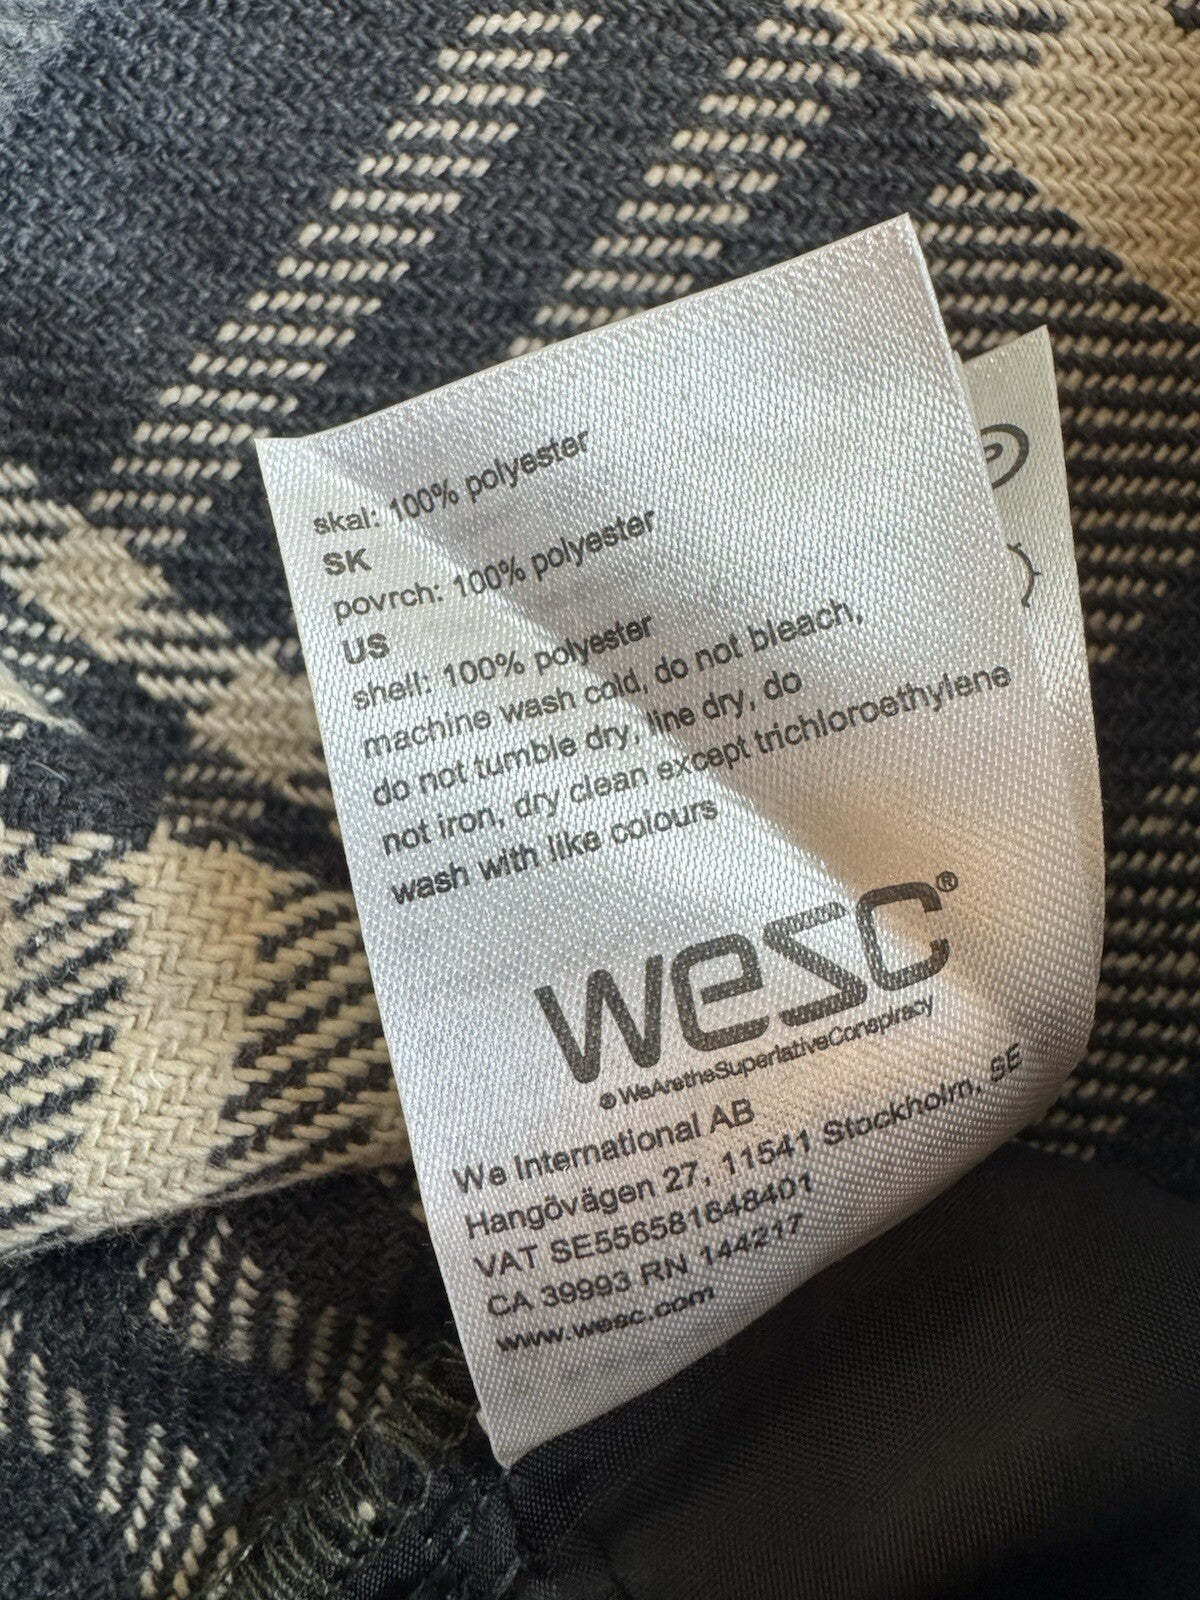 skal: 100% polyester
SK
povrch: 100% polyester
US
shell: 100% polyester
machine wash cold, do not bleach,
do not tumble dry, line dry, do
not iron, dry clean except trichloroethylene
wash with like colours
wesc®
®WeAretheSuperlativeConspiracy
We International AB
Hangövägen 27, 11541 Stockholm, SE
VAT SE556581648401
CA 39993 RN 144217
www.wesc.com
P